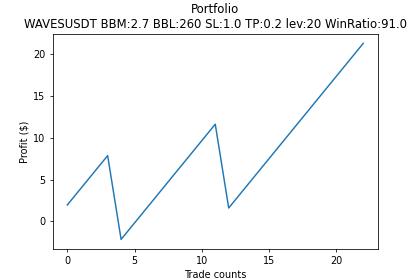 Portfolio
WAVESUSDT BBM:2.7 BBL:260 SL:1.0 TP:0.2 lev:20 WinRatio:91.0
20
15
10
5
0
Profit ($)
0 5 10 15 20
Trade counts